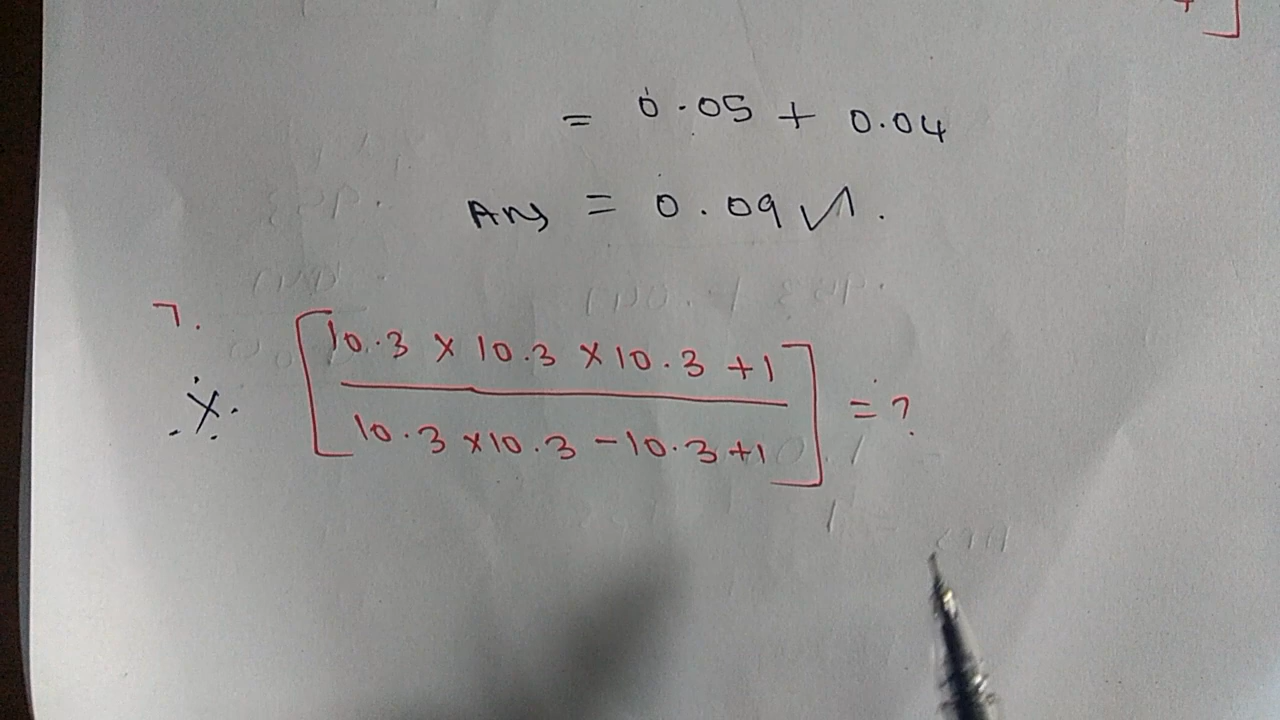 = 0.05 + 0.04
Ans = 0.09
7.
10.3 × 10.3 × 10.3 + 1
10.3 × 10.3 - 10.3 + 1
= ?